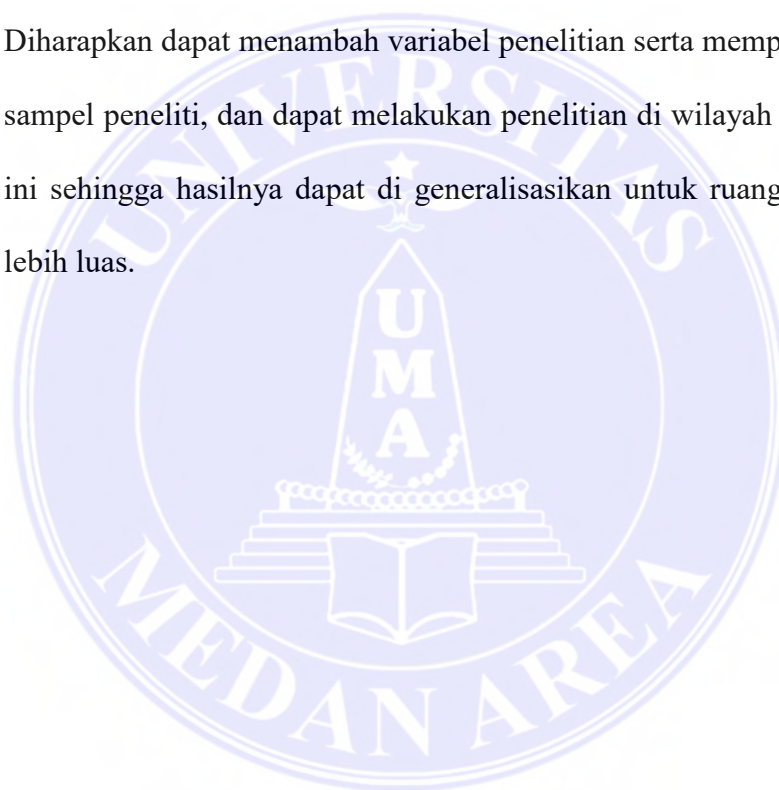 Diharapkan dapat menambah variabel penelitian serta memp
sampel peneliti, dan dapat melakukan penelitian di wilayah
ini sehingga hasilnya dapat di generalisasikan untuk ruang
lebih luas.
UNIVERSITAS
U
M
A
MEDAN AREA